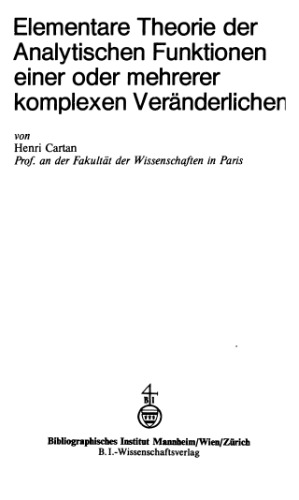 Elementare Theorie der
Analytischen Funktionen
einer oder mehrerer
komplexen Veränderlichen
von
Henri Cartan
Prof. an der Fakultät der Wissenschaften in Paris
B I
Bibliographisches Institut Mannheim/Wien/Zürich
B.I.-Wissenschaftsverlag